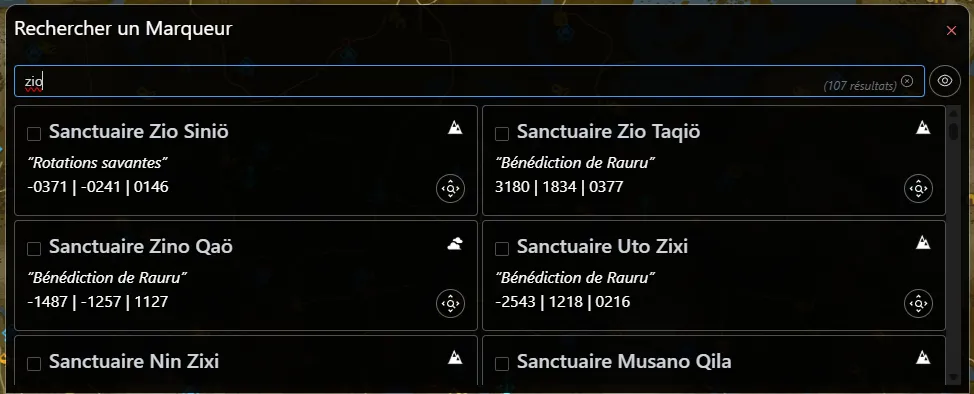 Rechercher un Marqueur
zio
(107 résultats)
Sanctuaire Zio Siniö
“Rotations savantes”
-0371 | -0241 | 0146
Sanctuaire Zio Taqiö
“Bénédiction de Rauru”
3180 | 1834 | 0377
Sanctuaire Zino Qaö
“Bénédiction de Rauru”
-1487 | -1257 | 1127
Sanctuaire Uto Zixi
“Bénédiction de Rauru”
-2543 | 1218 | 0216
Sanctuaire Nin Zixi
Sanctuaire Musano Qila